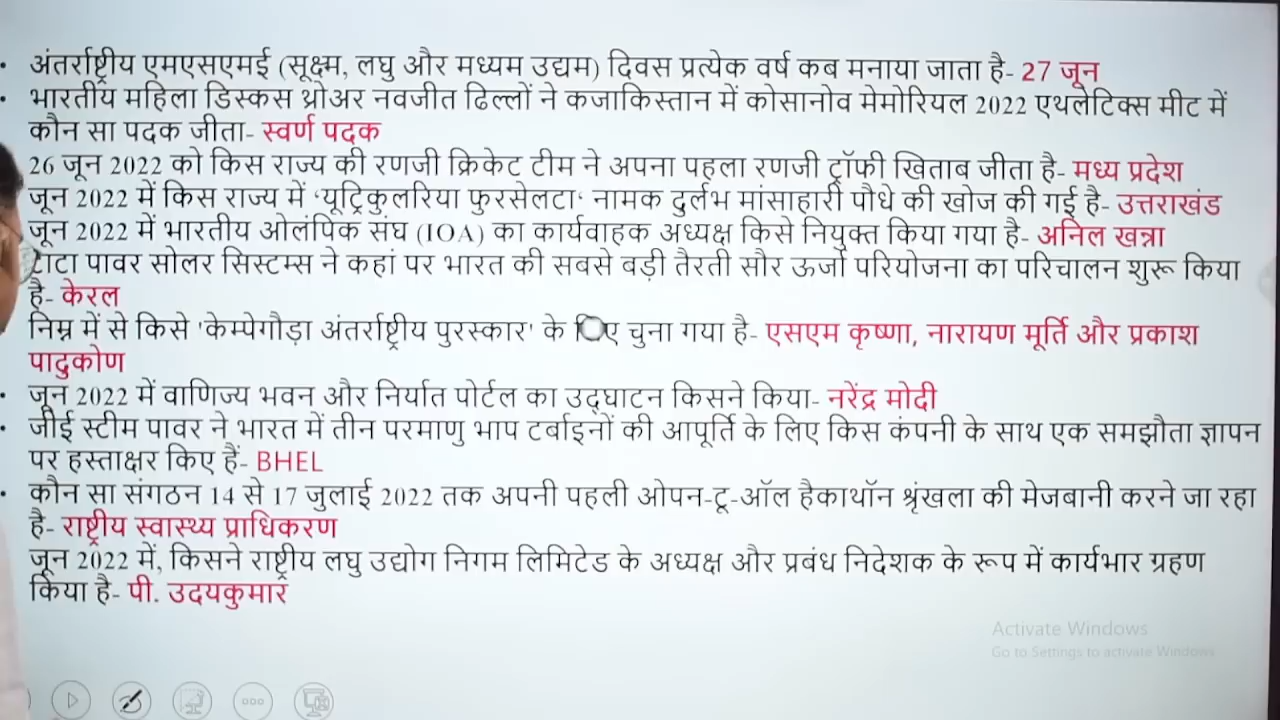 • अंतर्राष्ट्रीय एमएसएमई (सूक्ष्म, लघु और मध्यम उद्यम) दिवस प्रत्येक वर्ष कब मनाया जाता है- 27 जून
• भारतीय महिला डिस्कस थ्रोअर नवजीत ढिल्लों ने कजाकिस्तान में कोसानोव मेमोरियल 2022 एथलेटिक्स मीट में
कौन सा पदक जीता- स्वर्ण पदक
26 जून 2022 को किस राज्य की रणजी क्रिकेट टीम ने अपना पहला रणजी ट्रॉफी खिताब जीता है- मध्य प्रदेश
जून 2022 में किस राज्य में ‘यूट्रिकुलरिया फुरसेलटा‘ नामक दुर्लभ मांसाहारी पौधे की खोज की गई है- उत्तराखंड
जून 2022 में भारतीय ओलंपिक संघ (IOA) का कार्यवाहक अध्यक्ष किसे नियुक्त किया गया है- अनिल खन्ना
टाटा पावर सोलर सिस्टम्स ने कहां पर भारत की सबसे बड़ी तैरती सौर ऊर्जा परियोजना का परिचालन शुरू किया
है- केरल
निम्न में से किसे 'केम्पेगौड़ा अंतर्राष्ट्रीय पुरस्कार' के लिए चुना गया है- एसएम कृष्णा, नारायण मूर्ति और प्रकाश
पादुकोण
• जून 2022 में वाणिज्य भवन और निर्यात पोर्टल का उद्घाटन किसने किया- नरेंद्र मोदी
• जीई स्टीम पावर ने भारत में तीन परमाणु भाप टर्बाइनों की आपूर्ति के लिए किस कंपनी के साथ एक समझौता ज्ञापन
पर हस्ताक्षर किए हैं- BHEL
• कौन सा संगठन 14 से 17 जुलाई 2022 तक अपनी पहली ओपन-टू-ऑल हैकाथॉन श्रृंखला की मेजबानी करने जा रहा
है- राष्ट्रीय स्वास्थ्य प्राधिकरण
जून 2022 में, किसने राष्ट्रीय लघु उद्योग निगम लिमिटेड के अध्यक्ष और प्रबंध निदेशक के रूप में कार्यभार ग्रहण
किया है- पी. उदयकुमार
Activate Windows
Go to Settings to activate Windows